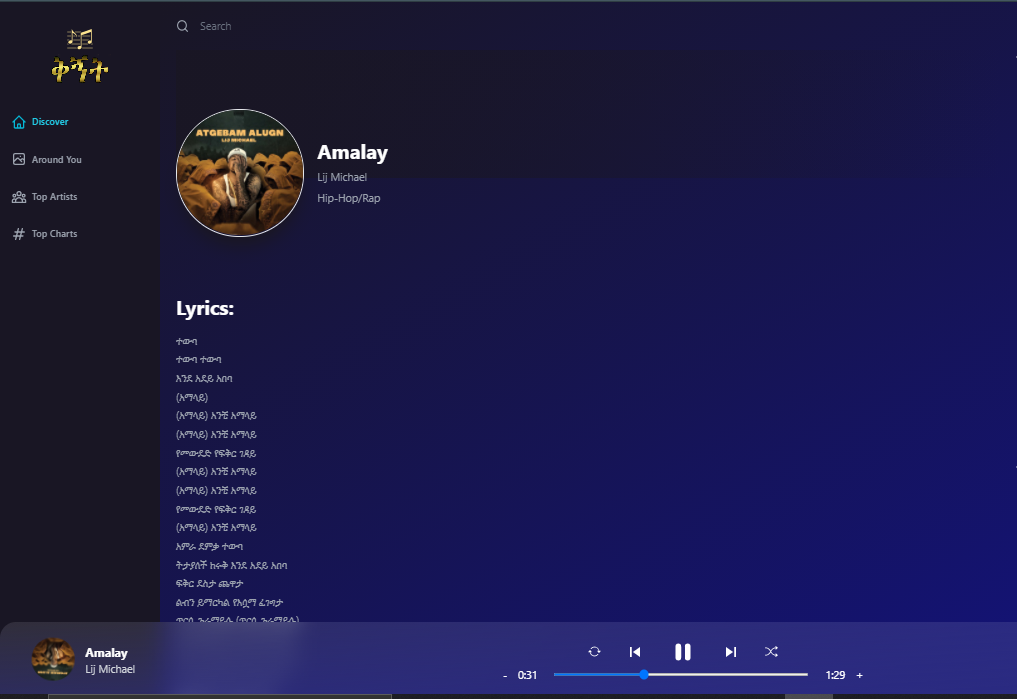 ቀኝት
Search
Discover
Around You
Top Artists
Top Charts
ATGEBAM ALUGN
LIJ MICHAEL
Amalay
Lij Michael
Hip-Hop/Rap
Lyrics:
ተውባ
ተውባ ተውባ
እንደ አደይ አበባ
(አማላይ)
(አማላይ) አንቺ አማላይ
(አማላይ) አንቺ አማላይ
የመውደድ የፍቅር ገዳይ
(አማላይ) አንቺ አማላይ
(አማላይ) አንቺ አማላይ
የመውደድ የፍቅር ገዳይ
(አማላይ) አንቺ አማላይ
አምራ ደምቃ ተውባ
ትታያለች ከሩቅ እንደ አደይ አበባ
ፍቅር ደስታ ጨዋታ
ልብን ይማርካል የእሷማ ፈገግታ
Amalay
Lij Michael
- 0:31
1:29 +